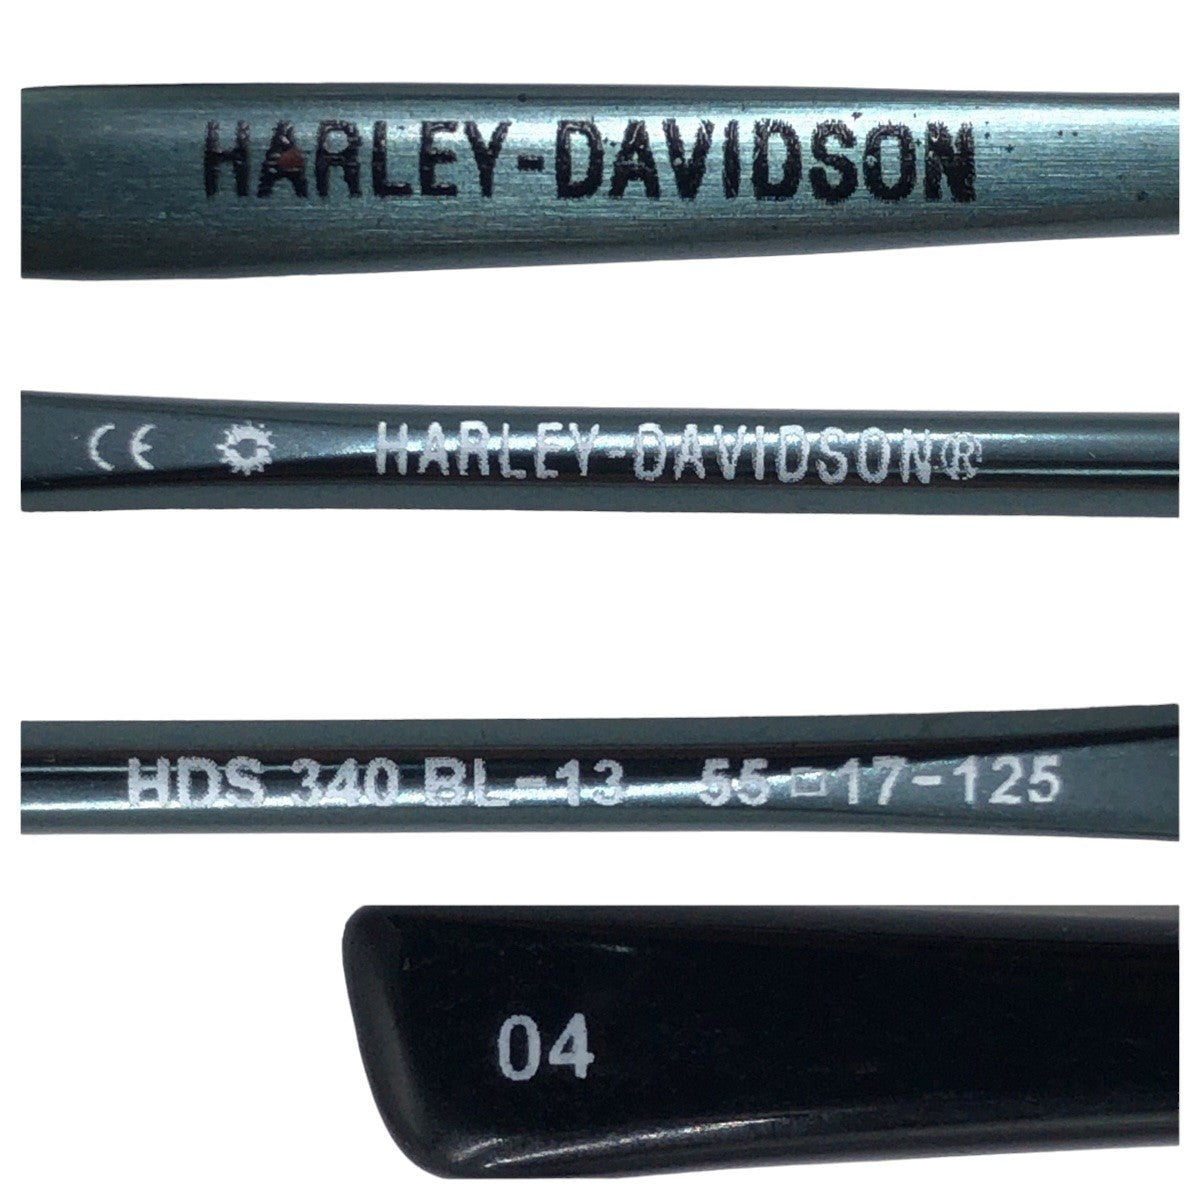 HARLEY-DAVIDSON
CE HARLEY-DAVIDSON®
HDS 340 BL-13 55□17-125
04